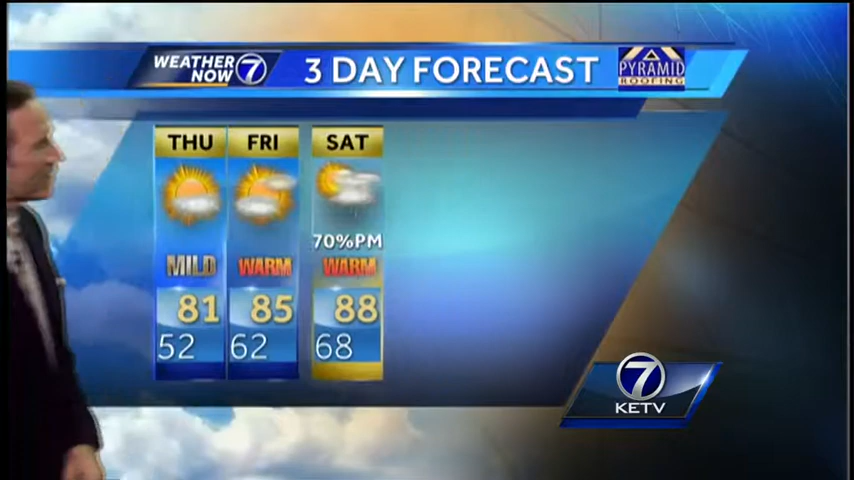 WEATHER
NOW 7
3 DAY FORECAST
PYRAMID
ROOFING
THU FRI SAT
70%PM
MILD WARM WARM
81 85 88
52 62 68
7
KETV